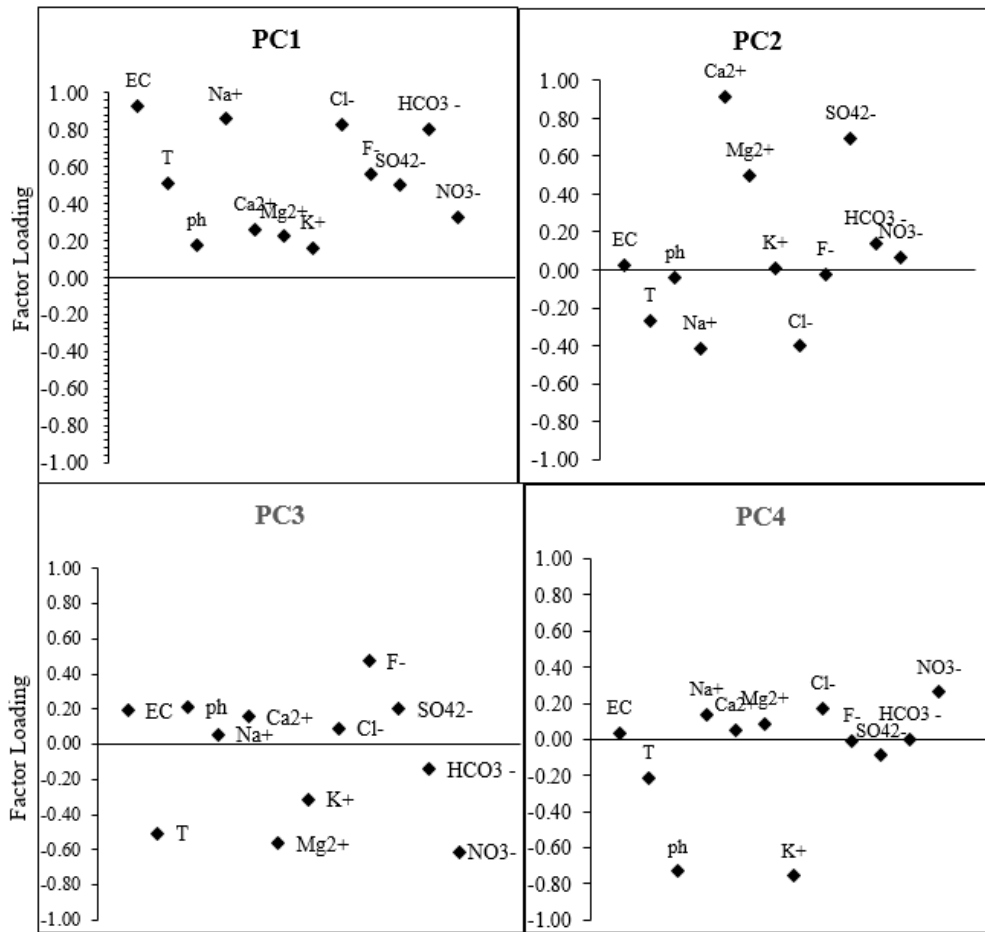 PC1
Factor Loading
1.00
0.80
0.60
0.40
0.20
0.00
-0.20
-0.40
-0.60
-0.80
-1.00
EC
T
ph
Na+
Ca2+
Mg2+
K+
Cl-
F-
SO42-
HCO3 -
NO3-
PC2
1.00
0.80
0.60
0.40
0.20
0.00
-0.20
-0.40
-0.60
-0.80
-1.00
EC
T
ph
Na+
Ca2+
Mg2+
K+
Cl-
F-
SO42-
HCO3 -
NO3-
PC3
Factor Loading
1.00
0.80
0.60
0.40
0.20
0.00
-0.20
-0.40
-0.60
-0.80
-1.00
EC
T
ph
Na+
Ca2+
Mg2+
K+
Cl-
F-
SO42-
HCO3 -
NO3-
PC4
1.00
0.80
0.60
0.40
0.20
0.00
-0.20
-0.40
-0.60
-0.80
-1.00
EC
T
ph
Na+
Ca2+
Mg2+
K+
Cl-
F-
SO42-
HCO3 -
NO3-